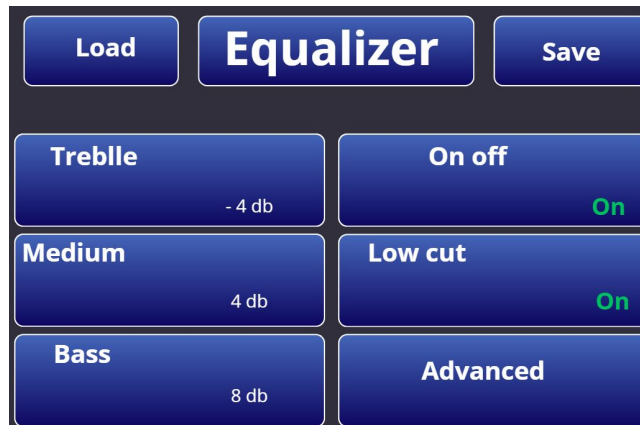 Load
Equalizer
Save
Treblle
- 4 db
On off
On
Medium
4 db
Low cut
On
Bass
8 db
Advanced